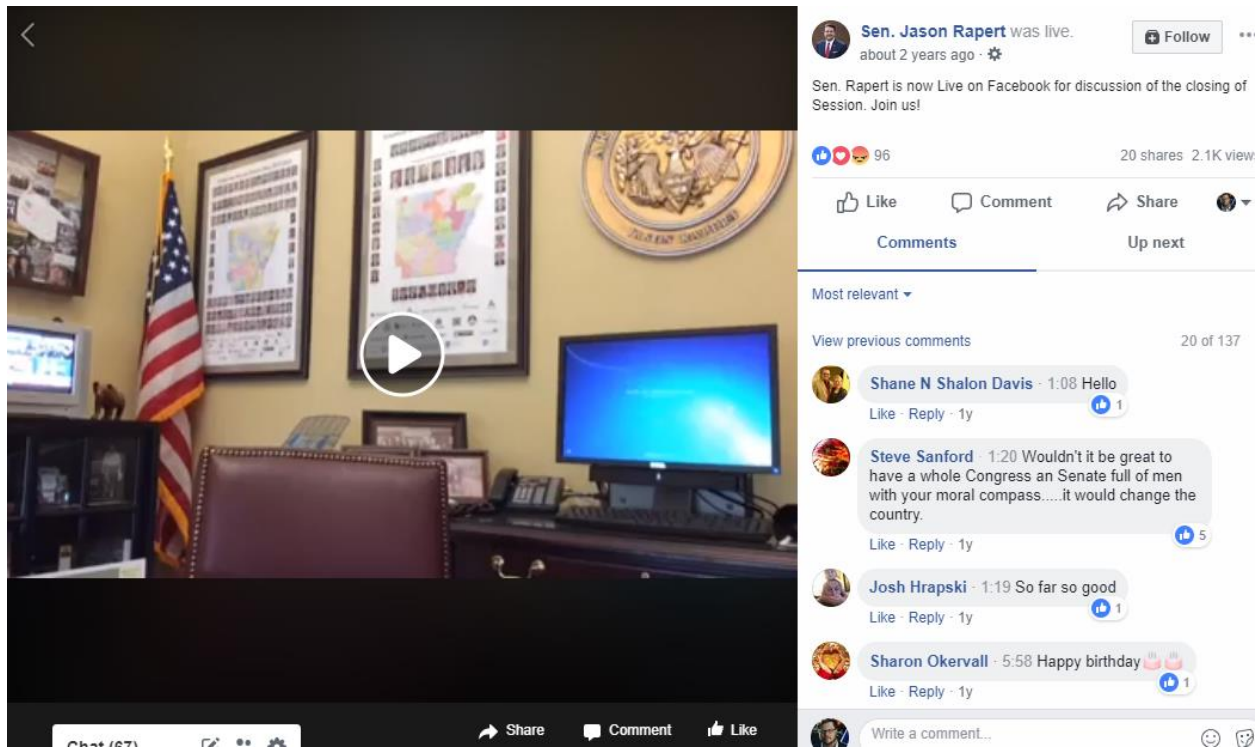 Sen. Jason Rapert was live.
Follow
about 2 years ago ·
Sen. Rapert is now Live on Facebook for discussion of the closing of
Session. Join us!
96
20 shares 2.1K views
Like
Comment
Share
Comments
Up next
Most relevant
View previous comments
20 of 137
Shane N Shalon Davis · 1:08 Hello
1
Like · Reply · 1y
Steve Sanford · 1:20 Wouldn't it be great to
have a whole Congress an Senate full of men
with your moral compass.....it would change the
country.
5
Like · Reply · 1y
Josh Hrapski · 1:19 So far so good
1
Like · Reply · 1y
Sharon Okervall · 5:58 Happy birthday🎂🎂
1
Like · Reply · 1y
Write a comment...
Chat (67)
Share
Comment
Like